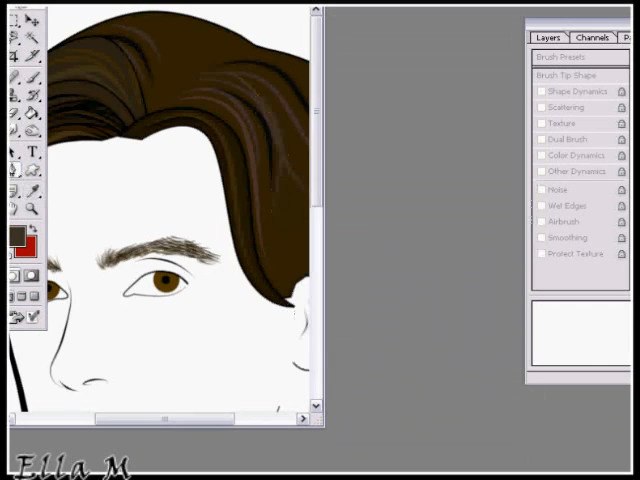 Layers Channels Pa
Brush Presets
Brush Tip Shape
Shape Dynamics
Scattering
Texture
Dual Brush
Color Dynamics
Other Dynamics
Noise
Wet Edges
Airbrush
Smoothing
Protect Texture
T
Ella M